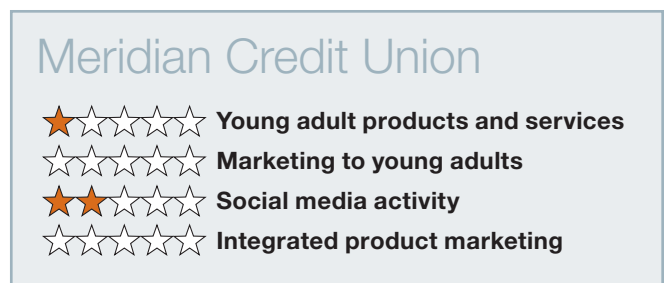 Meridian Credit Union
Young adult products and services
Marketing to young adults
Social media activity
Integrated product marketing